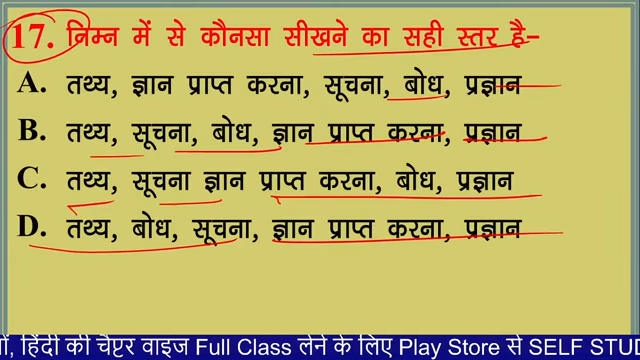 17. निम्न में से कौनसा सीखने का सही स्तर है-
A. तथ्य, ज्ञान प्राप्त करना, सूचना, बोध, प्रज्ञान
B. तथ्य, सूचना, बोध, ज्ञान प्राप्त करना, प्रज्ञान
C. तथ्य, सूचना ज्ञान प्राप्त करना, बोध, प्रज्ञान
D. तथ्य, बोध, सूचना, ज्ञान प्राप्त करना, प्रज्ञान
हिंदी की चैप्टर वाइज Full Class लेने के लिए Play Store से SELF